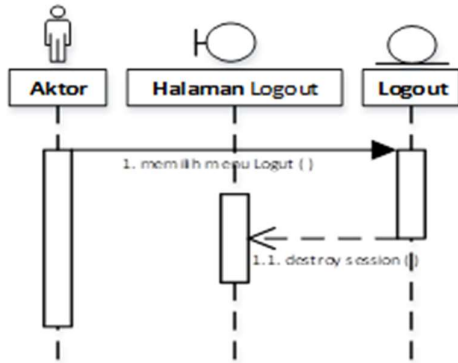 Aktor
Halaman Logout
Logout
1. memilih menu Logut ( )
1.1. destroy session ( )